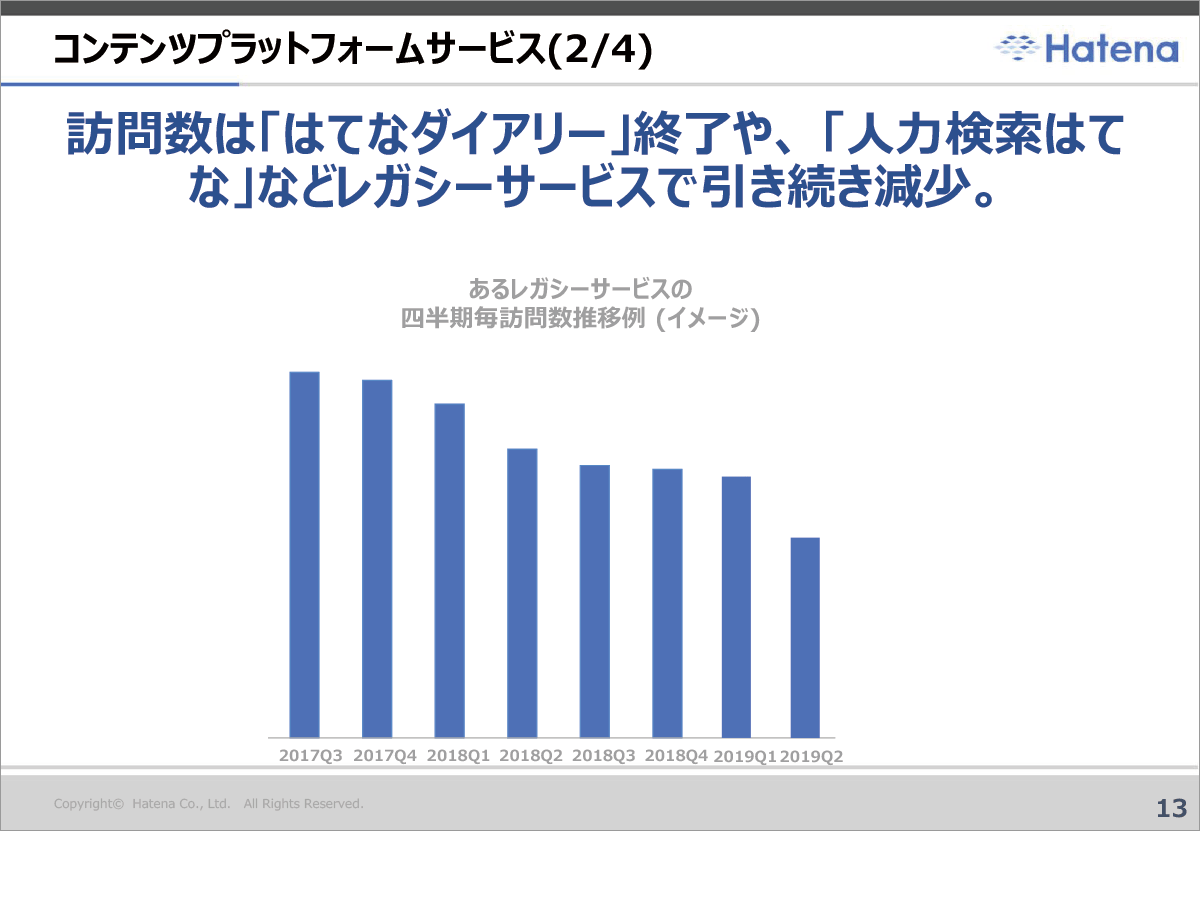 コンテンツプラットフォームサービス(2/4)
Hatena
訪問数は「はてなダイアリー」終了や、「人力検索はて
な」などレガシーサービスで引き続き減少。
あるレガシーサービスの
四半期毎訪問数推移例 (イメージ)
2017Q3 2017Q4 2018Q1 2018Q2 2018Q3 2018Q4 2019Q1 2019Q2
Copyright© Hatena Co., Ltd. All Rights Reserved.
13